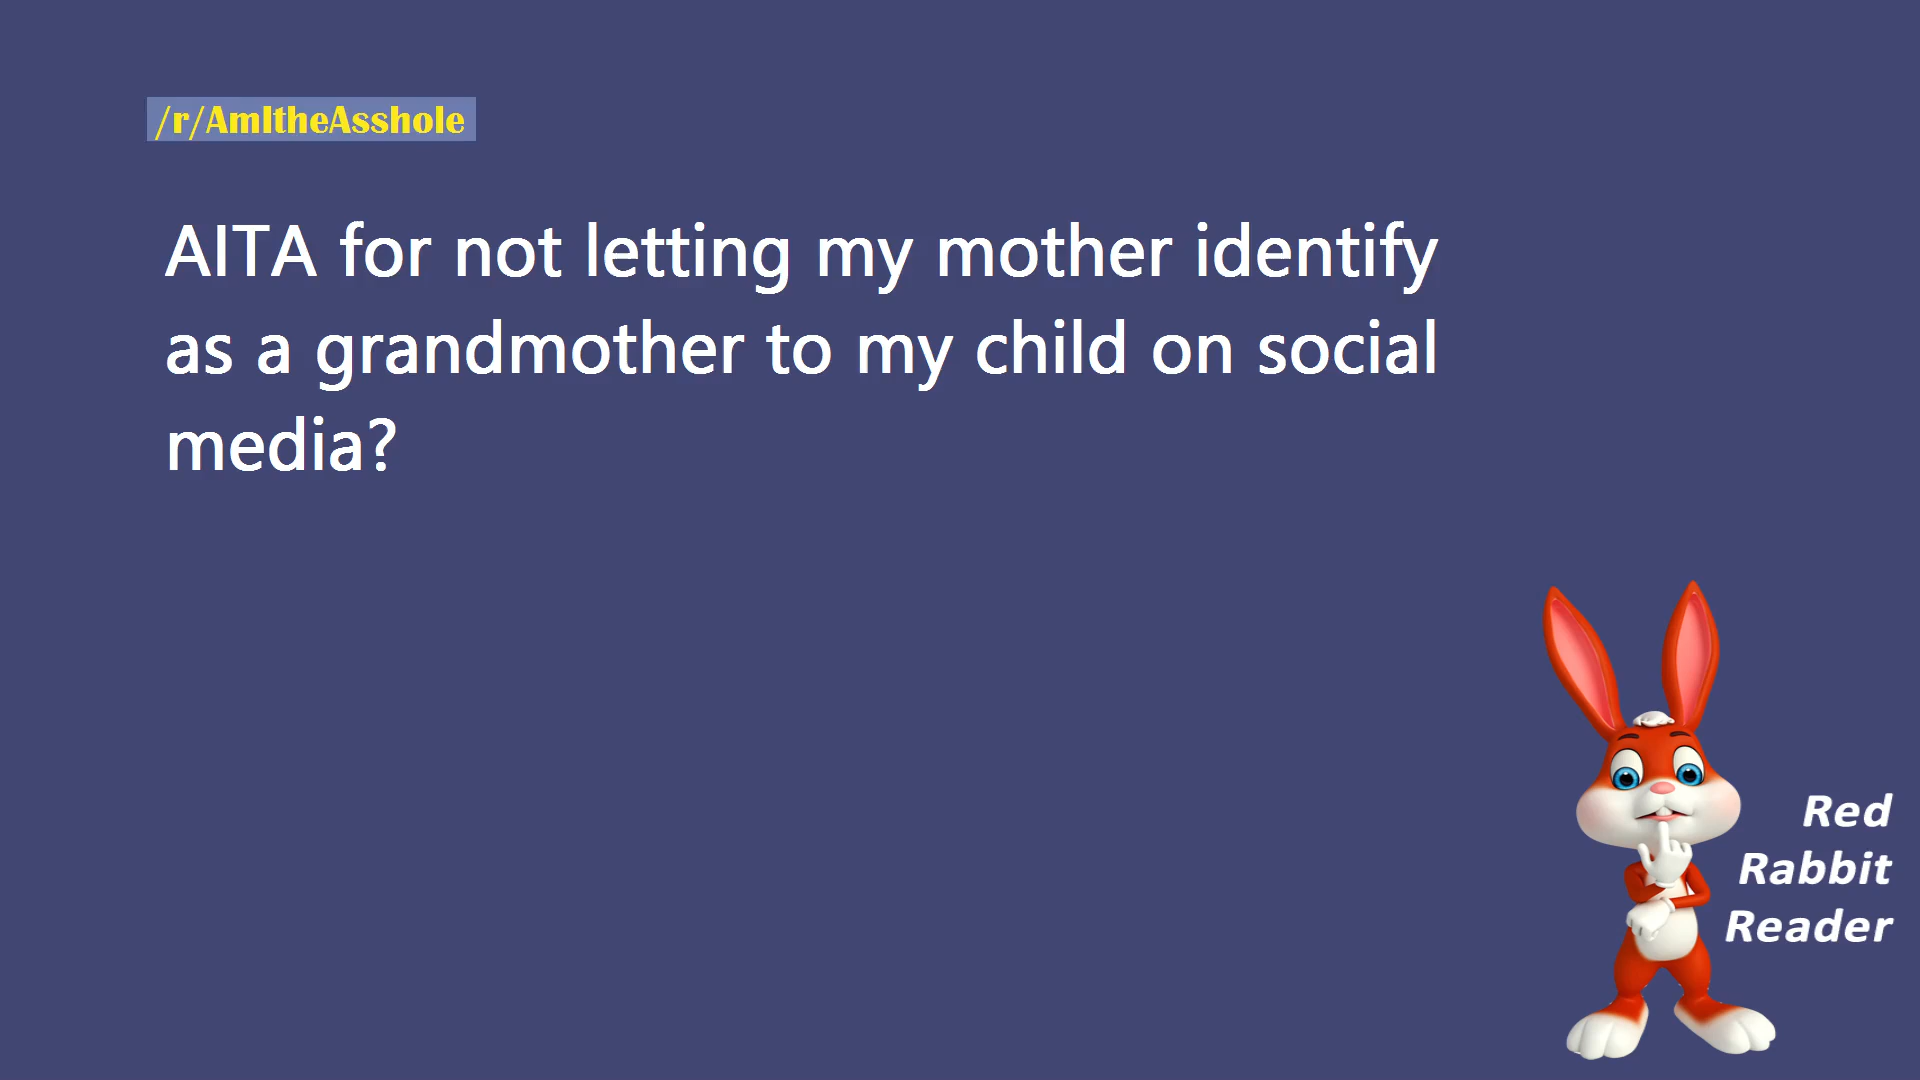 /r/AmItheAsshole
AITA for not letting my mother identify
as a grandmother to my child on social
media?
Red
Rabbit
Reader